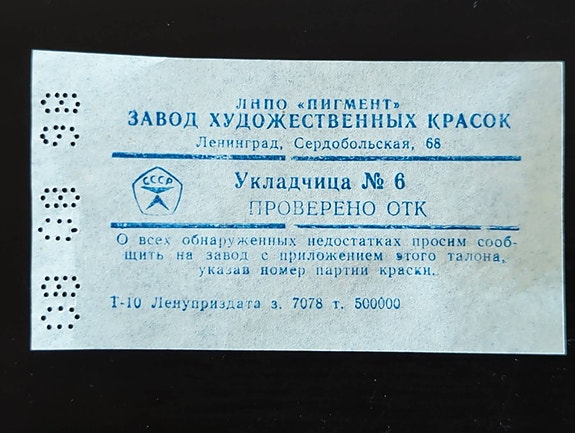 ЛНПО «ПИГМЕНТ»
ЗАВОД ХУДОЖЕСТВЕННЫХ КРАСОК
Ленинград, Сердобольская, 68
СССР
Укладчица № 6
ПРОВЕРЕНО ОТК
О всех обнаруженных недостатках просим сооб-
щить на завод с приложением этого талона,
указав номер партии краски.
Т-10 Ленуприздата з. 7078 т. 500000